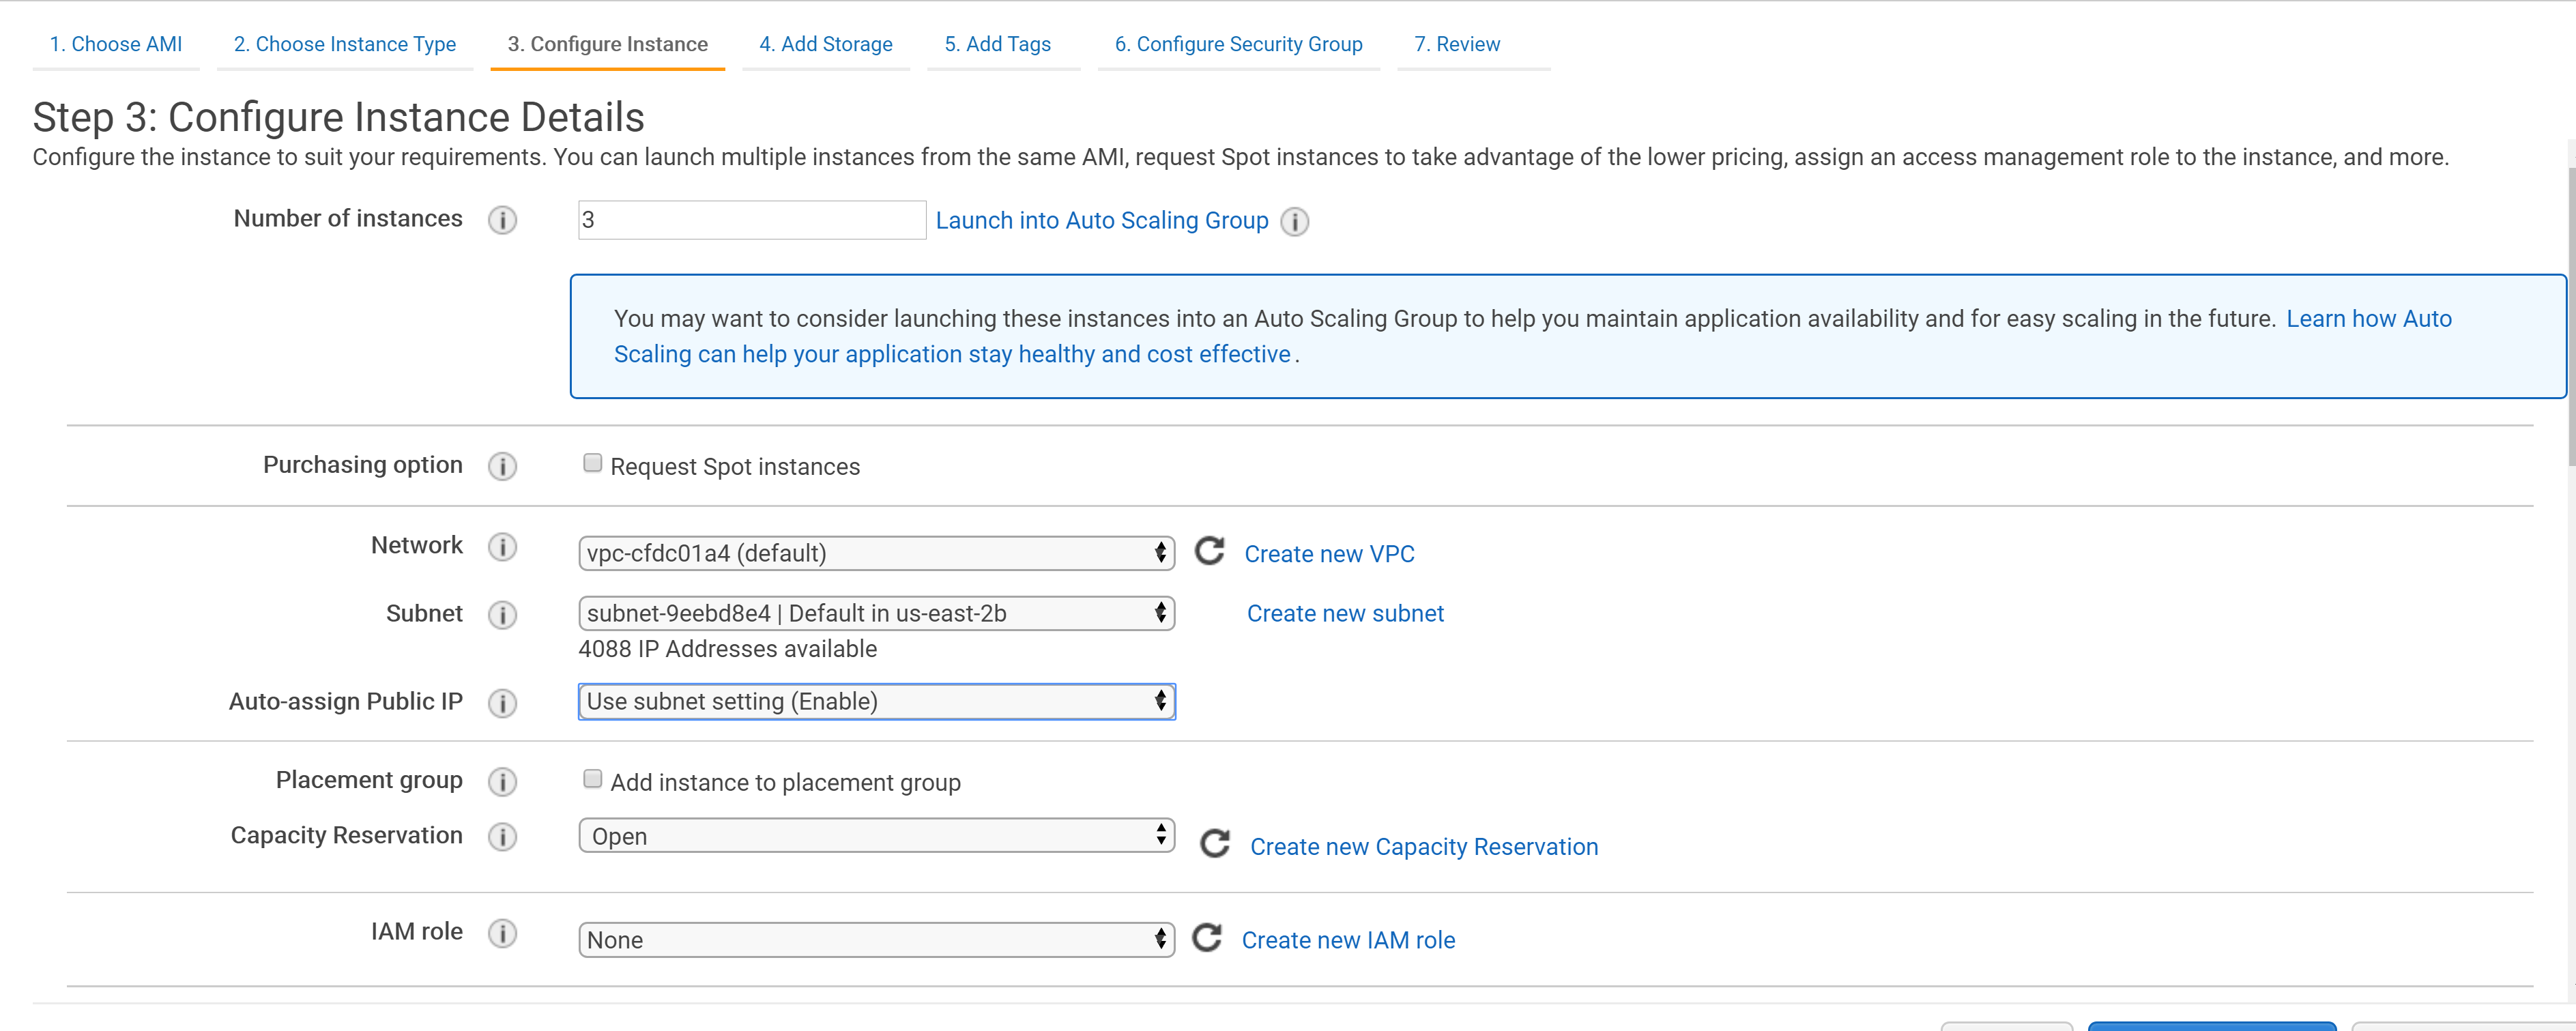 1. Choose AMI 2. Choose Instance Type 3. Configure Instance 4. Add Storage 5. Add Tags 6. Configure Security Group 7. Review
Step 3: Configure Instance Details
Configure the instance to suit your requirements. You can launch multiple instances from the same AMI, request Spot instances to take advantage of the lower pricing, assign an access management role to the instance, and more.
Number of instances 3 Launch into Auto Scaling Group
You may want to consider launching these instances into an Auto Scaling Group to help you maintain application availability and for easy scaling in the future. Learn how Auto
Scaling can help your application stay healthy and cost effective.
Purchasing option Request Spot instances
Network vpc-cfdc01a4 (default) Create new VPC
Subnet subnet-9eebd8e4 | Default in us-east-2b Create new subnet
4088 IP Addresses available
Auto-assign Public IP Use subnet setting (Enable)
Placement group Add instance to placement group
Capacity Reservation Open Create new Capacity Reservation
IAM role None Create new IAM role